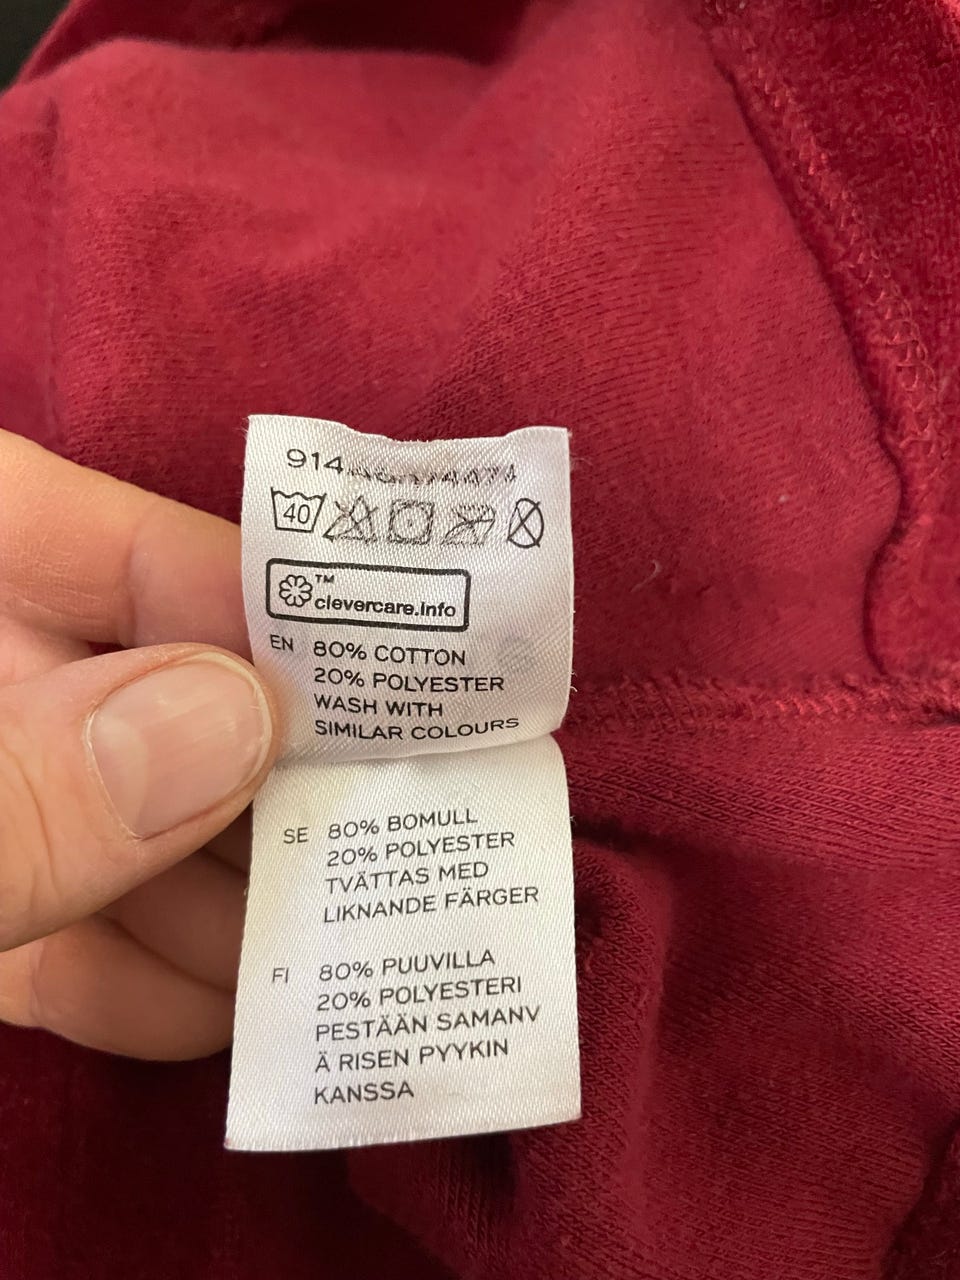 914
40
TM
clevercare.info
EN 80% COTTON
20% POLYESTER
WASH WITH
SIMILAR COLOURS
SE 80% BOMULL
20% POLYESTER
TVÄTTAS MED
LIKNANDE FÄRGER
FI 80% PUUVILLA
20% POLYESTERI
PESTÄÄN SAMANV
Ä RISEN PYYKIN
KANSSA